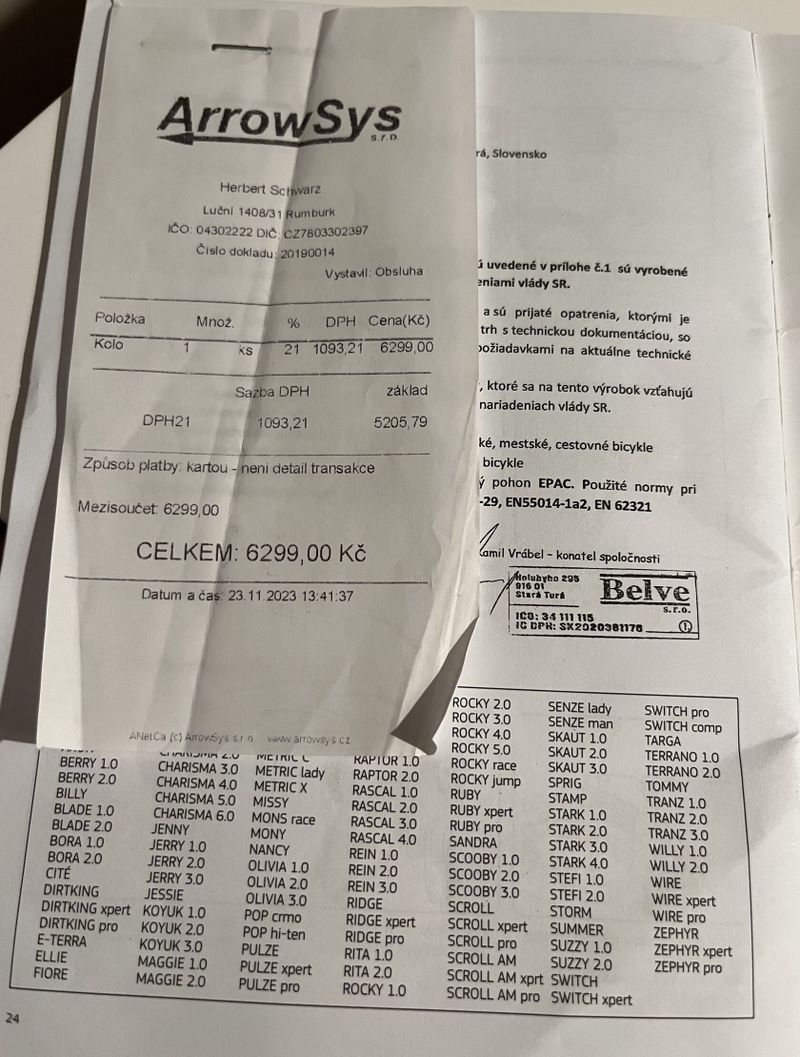 ArrowSys
s.r.o.
Herbert Schwarz
Luční 1408/31 Rumburk
IČO: 04302222 DIČ: CZ7803302397
Číslo dokladu: 20190014
Vystavil: Obsluha
Položka Množ. % DPH Cena(Kč)
Kolo 1 ks 21 1093,21 6299,00
Sazba DPH základ
DPH21 1093,21 5205,79
Způsob platby: kartou - není detail transakce
Mezisoučet: 6299,00
CELKEM: 6299,00 Kč
Datum a čas: 23.11.2023 13:41:37
ANetCa (c) ArrowSys s.r.o. www.arrowsys.cz
rá, Slovensko
ú uvedené v prílohe č.1 sú vyrobené
eniami vlády SR.
a sú prijaté opatrenia, ktorými je
trh s technickou dokumentáciou, so
požiadavkami na aktuálne technické
, ktoré sa na tento výrobok vzťahujú
nariadeniach vlády SR.
ké, mestské, cestovné bicykle
bicykle
ý pohon EPAC. Použité normy pri
-29, EN55014-1a2, EN 62321
Kamil Vrábel – konatel spoločnosti
Holubyho 295
916 01
Stará Turá
Belve
s.r.o.
IČO: 34 111 115
IČ DPH: SK2020381176
1
BERRY 1.0
BERRY 2.0
BILLY
BLADE 1.0
BLADE 2.0
BORA 1.0
BORA 2.0
CITÉ
DIRTKING
DIRTKING xpert
DIRTKING pro
E-TERRA
ELLIE
FIORE
CHARISMA 2.0
CHARISMA 3.0
CHARISMA 4.0
CHARISMA 5.0
CHARISMA 6.0
JENNY
JERRY 1.0
JERRY 2.0
JERRY 3.0
JESSIE
KOYUK 1.0
KOYUK 2.0
KOYUK 3.0
MAGGIE 1.0
MAGGIE 2.0
METRIC C
METRIC lady
METRIC X
MISSY
MONS race
MONY
NANCY
OLIVIA 1.0
OLIVIA 2.0
OLIVIA 3.0
POP crmo
POP hi-ten
PULZE
PULZE xpert
PULZE pro
RAPTOR 1.0
RAPTOR 2.0
RASCAL 1.0
RASCAL 2.0
RASCAL 3.0
RASCAL 4.0
REIN 1.0
REIN 2.0
REIN 3.0
RIDGE
RIDGE xpert
RIDGE pro
RITA 1.0
RITA 2.0
ROCKY 1.0
ROCKY 2.0
ROCKY 3.0
ROCKY 4.0
ROCKY 5.0
ROCKY race
ROCKY jump
RUBY
RUBY xpert
RUBY pro
SANDRA
SCOOBY 1.0
SCOOBY 2.0
SCOOBY 3.0
SCROLL
SCROLL xpert
SCROLL pro
SCROLL AM
SCROLL AM xprt
SCROLL AM pro
SENZE lady
SENZE man
SKAUT 1.0
SKAUT 2.0
SKAUT 3.0
SPRIG
STAMP
STARK 1.0
STARK 2.0
STARK 3.0
STARK 4.0
STEFI 1.0
STEFI 2.0
STORM
SUMMER
SUZZY 1.0
SUZZY 2.0
SWITCH
SWITCH xpert
SWITCH pro
SWITCH comp
TARGA
TERRANO 1.0
TERRANO 2.0
TOMMY
TRANZ 1.0
TRANZ 2.0
TRANZ 3.0
WILLY 1.0
WILLY 2.0
WIRE
WIRE xpert
WIRE pro
ZEPHYR
ZEPHYR xpert
ZEPHYR pro
24